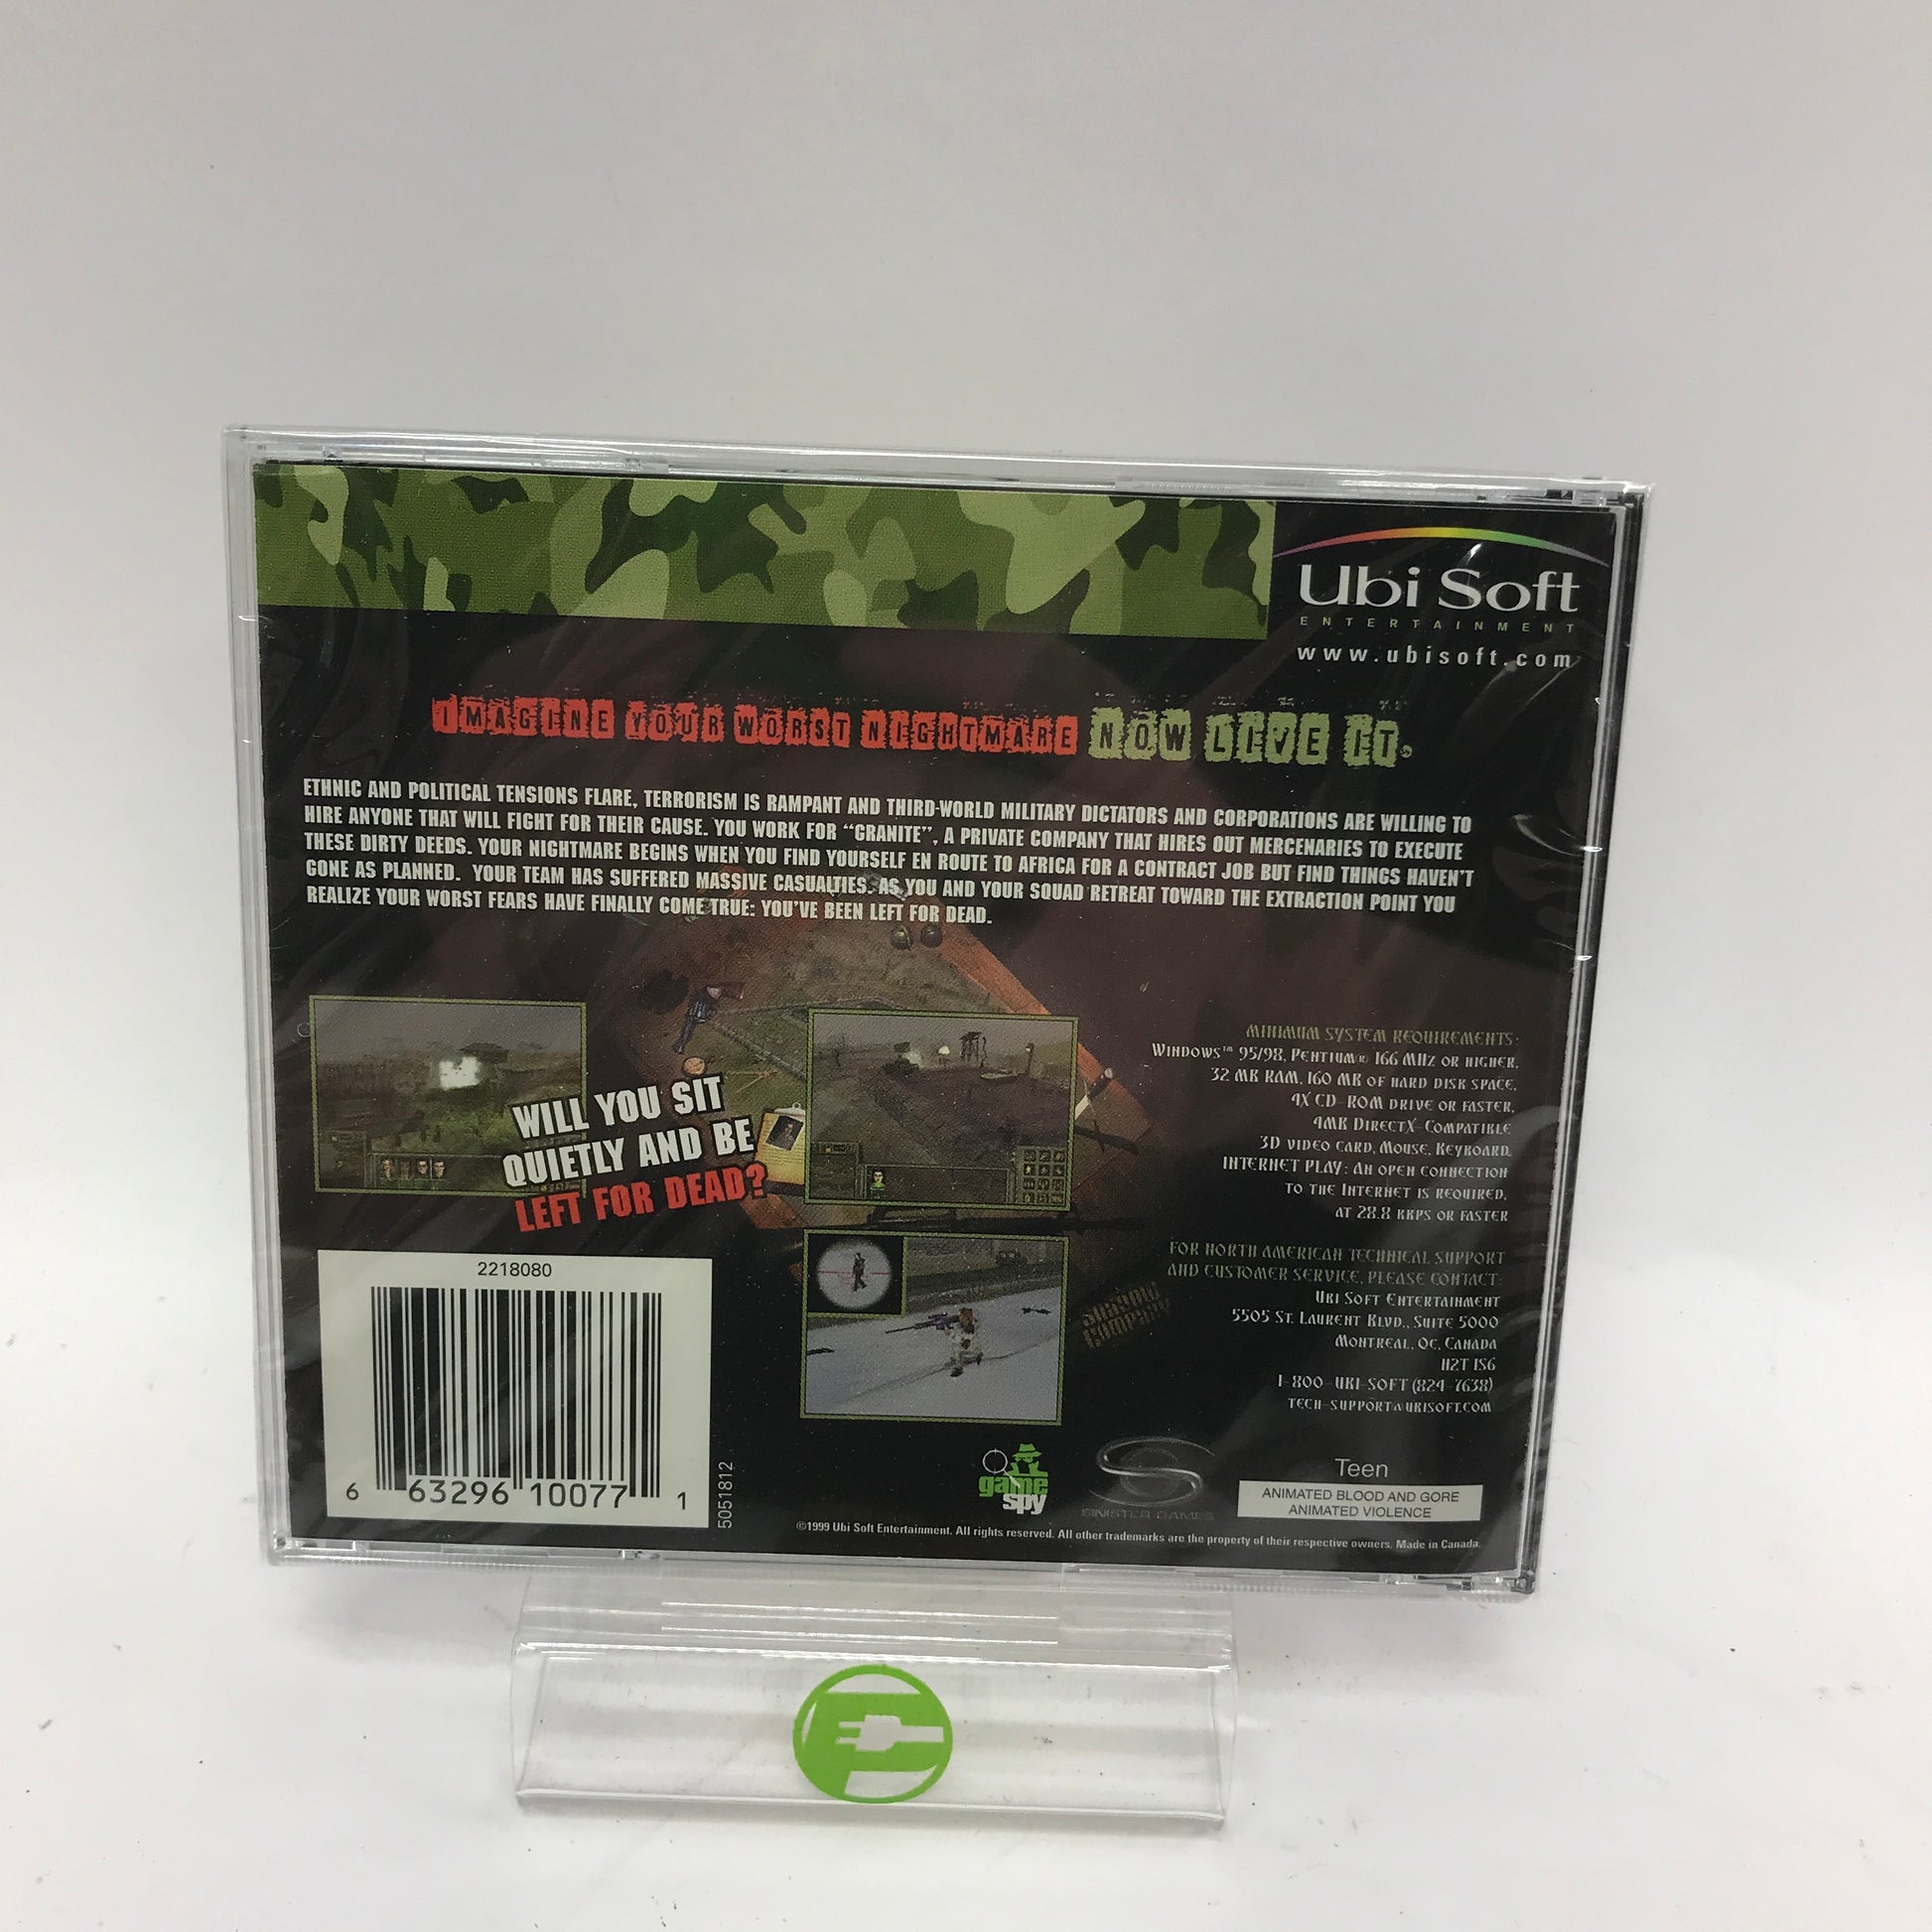 Ubi Soft
ENTERTAINMENT
www.ubisoft.com
IMAGINE YOUR WORST NIGHTMARE NOW LIVE IT.
ETHNIC AND POLITICAL TENSIONS FLARE, TERRORISM IS RAMPANT AND THIRD-WORLD MILITARY DICTATORS AND CORPORATIONS ARE WILLING TO
HIRE ANYONE THAT WILL FIGHT FOR THEIR CAUSE. YOU WORK FOR “GRANITE”, A PRIVATE COMPANY THAT HIRES OUT MERCENARIES TO EXECUTE
THESE DIRTY DEEDS. YOUR NIGHTMARE BEGINS WHEN YOU FIND YOURSELF EN ROUTE TO AFRICA FOR A CONTRACT JOB BUT FIND THINGS HAVEN'T
GONE AS PLANNED. YOUR TEAM HAS SUFFERED MASSIVE CASUALTIES. AS YOU AND YOUR SQUAD RETREAT TOWARD THE EXTRACTION POINT YOU
REALIZE YOUR WORST FEARS HAVE FINALLY COME TRUE: YOU'VE BEEN LEFT FOR DEAD.
WILL YOU SIT
QUIETLY AND BE
LEFT FOR DEAD?
MINIMUM SYSTEM REQUIREMENTS:
WINDOWS™ 95/98, PENTIUM® 166 MHZ OR HIGHER,
32 MB RAM, 160 MB OF HARD DISK SPACE,
4X CD-ROM DRIVE OR FASTER,
4MB DIRECTX-COMPATIBLE
3D VIDEO CARD, MOUSE, KEYBOARD.
INTERNET PLAY: AN OPEN CONNECTION
TO THE INTERNET IS REQUIRED,
AT 28.8 KBPS OR FASTER
FOR NORTH AMERICAN TECHNICAL SUPPORT
AND CUSTOMER SERVICE, PLEASE CONTACT:
UBI SOFT ENTERTAINMENT
5505 ST. LAURENT BLVD., SUITE 5000
MONTREAL, QC, CANADA
H2T 1S6
1-800-UBI-SOFT (824-7638)
TECH-SUPPORT@UBISOFT.COM
SHADOW
COMPANY
2218080
6 63296 10077 1
5051812
game
spy
SINISTER GAMES
Teen
ANIMATED BLOOD AND GORE
ANIMATED VIOLENCE
©1999 Ubi Soft Entertainment. All rights reserved. All other trademarks are the property of their respective owners. Made in Canada.